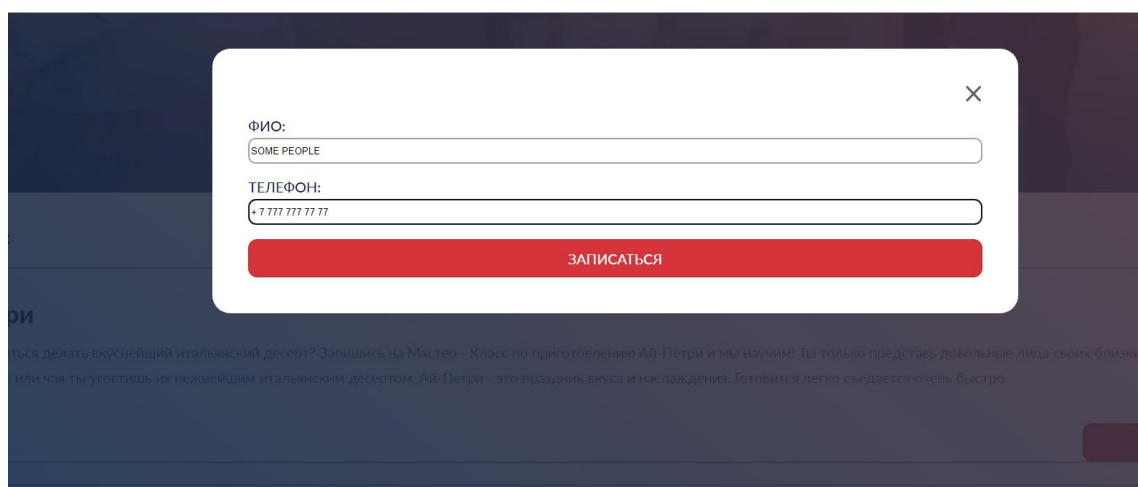 ФИО:
SOME PEOPLE
ТЕЛЕФОН:
+ 7 777 777 77 77
ЗАПИСАТЬСЯ
ри
ться делать вкуснейший итальянский десерт? Запишись на Мастер - Класс по приготовлению Ай-Петри и мы научим! Ты только представь довольные лица своих близки
или чая ты угостишь их нежнейшим итальянским десертом. Ай-Петри - это праздник вкуса и наслаждения. Готовится легко съедается очень быстро.